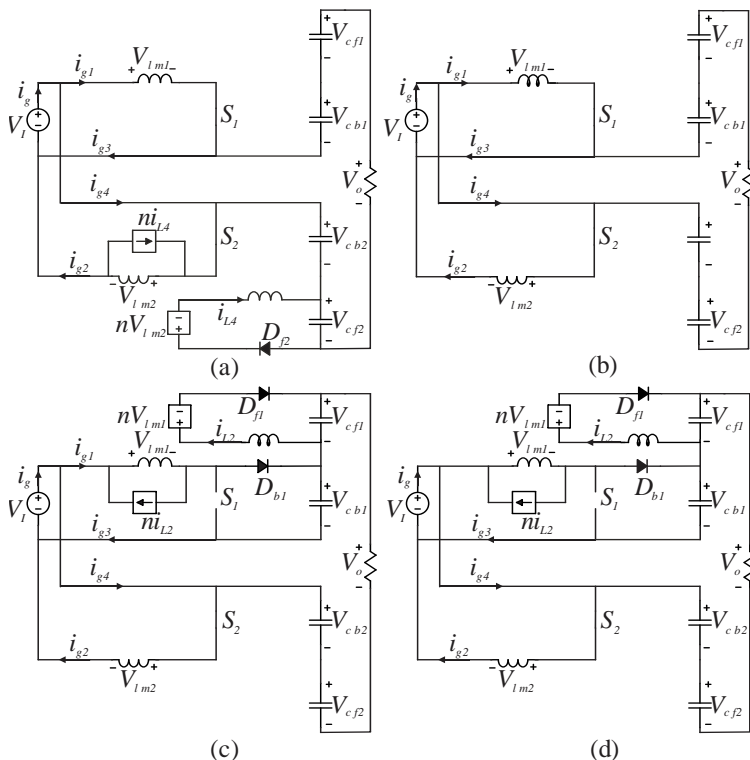 V_cf1
V_lm1
i_g1
i_g
V_I
S_1
V_cb1
i_g3
V_o
i_g4
ni_L4
S_2
V_cb2
i_g2
V_lm2
nV_lm2
i_L4
D_f2
V_cf2
(a)
V_cf1
V_lm1
i_g1
i_g
V_I
S_1
V_cb1
i_g3
V_o
i_g4
S_2
i_g2
V_lm2
V_cf2
(b)
nV_lm1
D_f1
V_cf1
V_lm1
i_L2
i_g1
i_g
D_b1
V_I
S_1
V_cb1
ni_L2
i_g3
V_o
i_g4
S_2
V_cb2
i_g2
V_lm2
V_cf2
(c)
nV_lm1
D_f1
V_cf1
V_lm1
i_L2
i_g
D_b1
V_I
S_1
V_cb1
ni_L2
i_g3
V_o
i_g4
S_2
V_cb2
i_g2
V_lm2
V_cf2
(d)